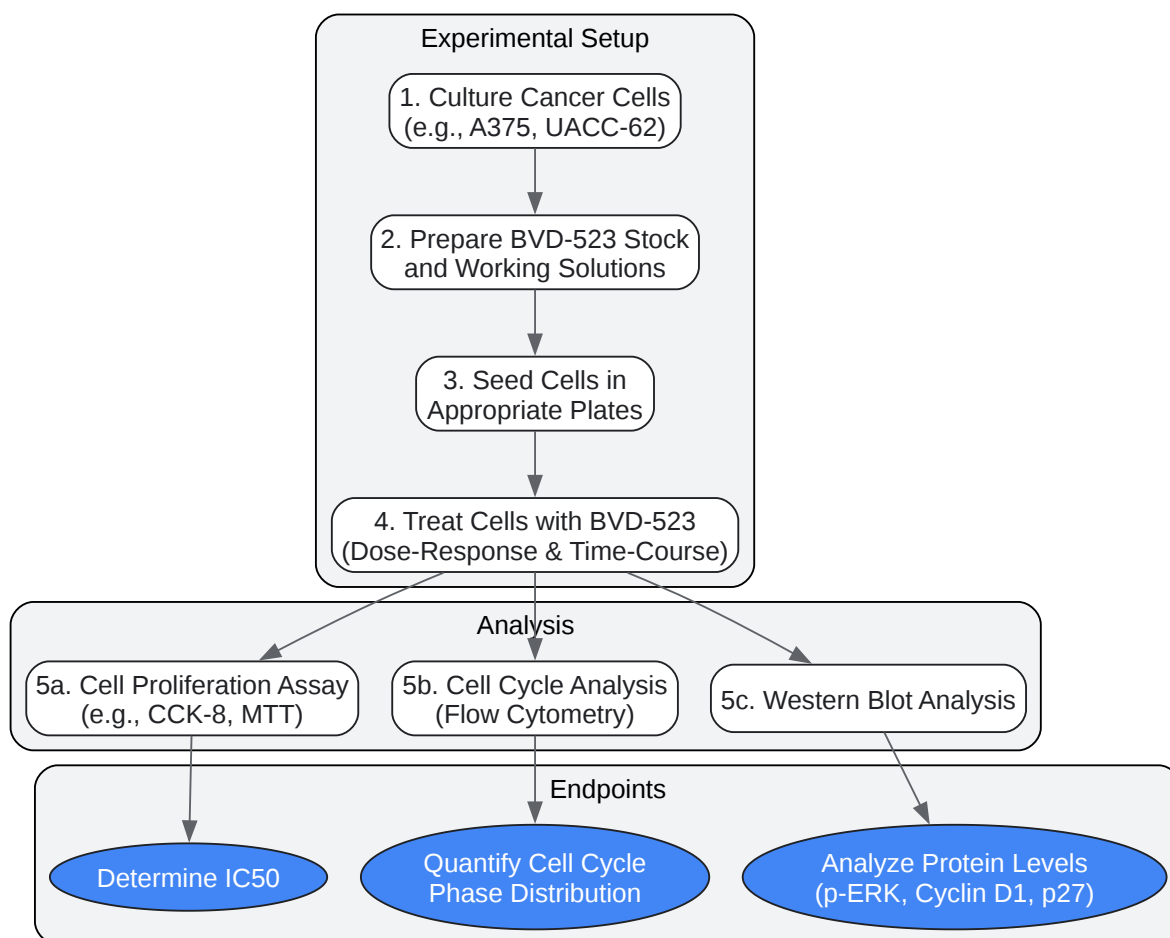 Experimental Setup
1. Culture Cancer Cells
(e.g., A375, UACC-62)
2. Prepare BVD-523 Stock
and Working Solutions
3. Seed Cells in
Appropriate Plates
4. Treat Cells with BVD-523
(Dose-Response & Time-Course)
Analysis
5a. Cell Proliferation Assay
(e.g., CCK-8, MTT)
5b. Cell Cycle Analysis
(Flow Cytometry)
5c. Western Blot Analysis
Endpoints
Determine IC50
Quantify Cell Cycle
Phase Distribution
Analyze Protein Levels
(p-ERK, Cyclin D1, p27)